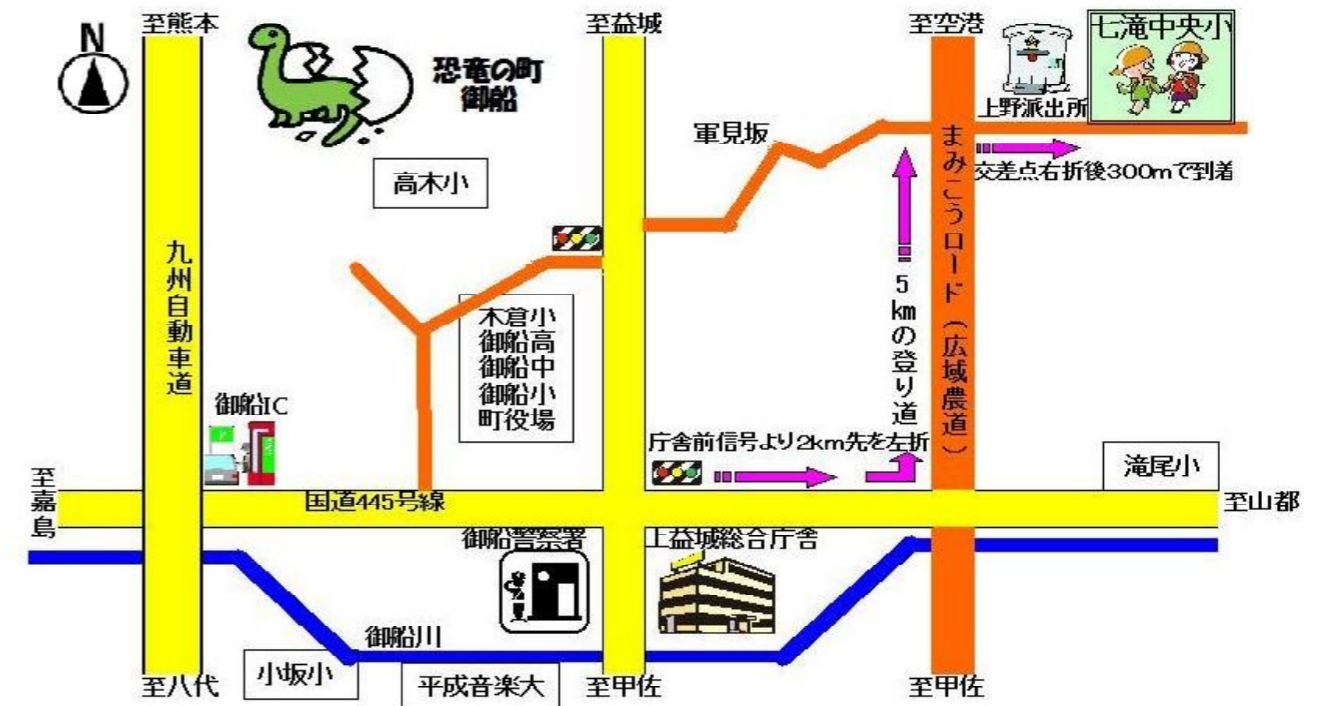 至熊本
至益城
至空港
七滝中央小
N
恐竜の町
御船
上野派出所
軍見坂
交差点右折後300mで到着
高木小
九州自動車道
まみこうロード（広域農道）
5kmの登り道
木倉小
御船高
御船中
御船小
町役場
御船IC
庁舎前信号より2km先を左折
滝尾小
至嘉島
国道445号線
至山都
御船警察署
上益城総合庁舎
御船川
小坂小
平成音楽大
至八代
至甲佐
至甲佐